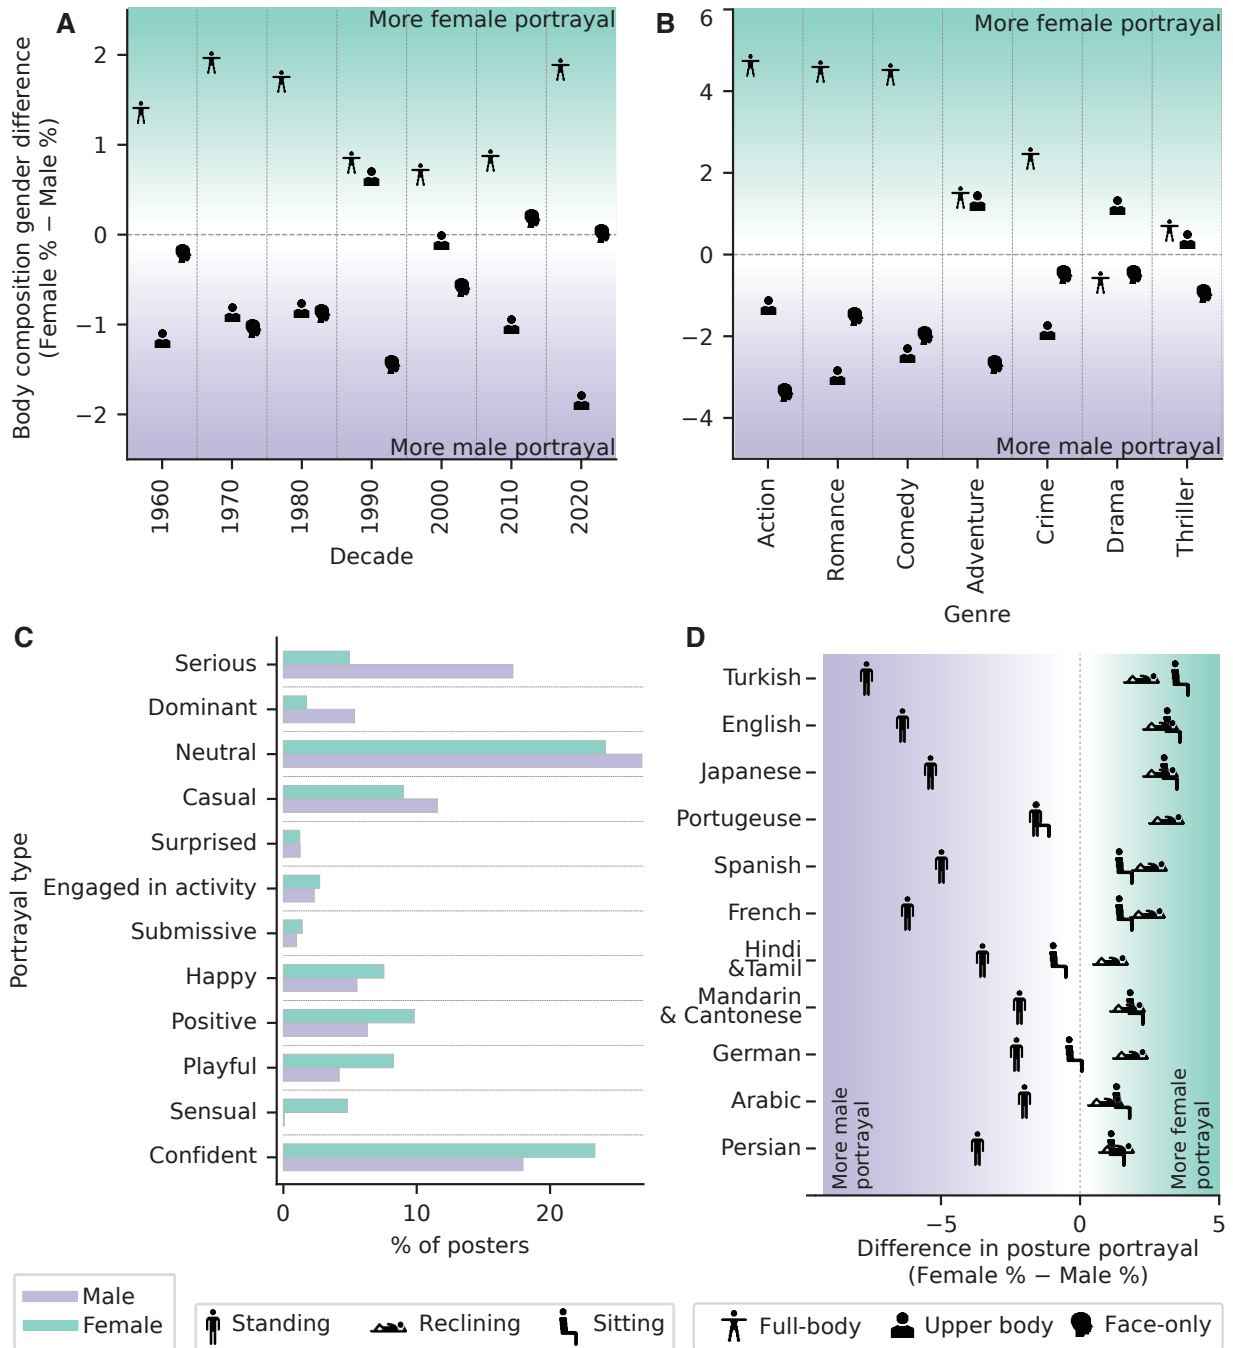 A
More female portrayal
Body composition gender difference
(Female % − Male %)
2
1
0
−1
−2
More male portrayal
1960
1970
1980
1990
2000
2010
2020
Decade
B
More female portrayal
6
4
2
0
−2
−4
More male portrayal
Action
Romance
Comedy
Adventure
Crime
Drama
Thriller
Genre
C
Portrayal type
Serious
Dominant
Neutral
Casual
Surprised
Engaged in activity
Submissive
Happy
Positive
Playful
Sensual
Confident
0
10
20
% of posters
D
Turkish
English
Japanese
Portugeuse
Spanish
French
Hindi
&Tamil
Mandarin
& Cantonese
German
Arabic
Persian
More male
portrayal
More female
portrayal
−5
0
5
Difference in posture portrayal
(Female % − Male %)
Male
Female
Standing
Reclining
Sitting
Full-body
Upper body
Face-only